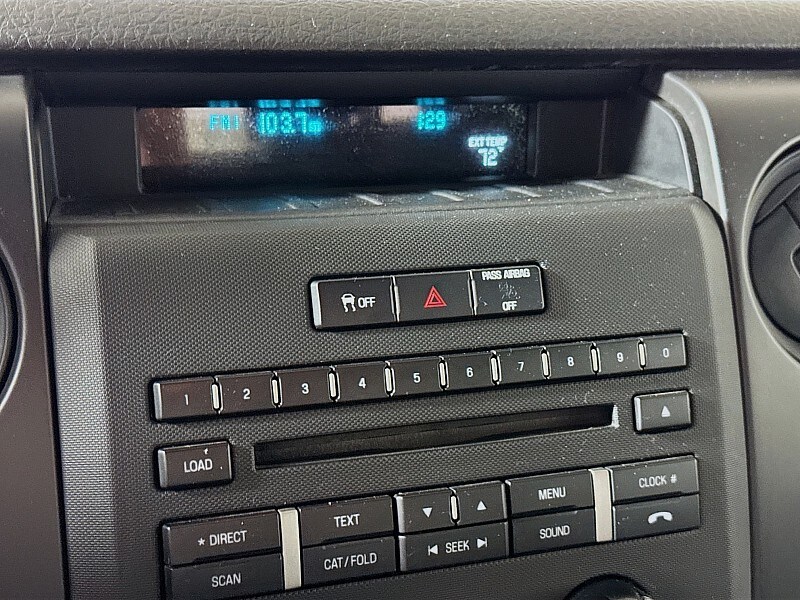 FM1 103.7 1:29
EXT TEMP
72°
OFF
PASS AIRBAG
OFF
1 2 3 4 5 6 7 8 9 0
LOAD
* DIRECT TEXT MENU CLOCK #
SCAN CAT/FOLD SEEK SOUND